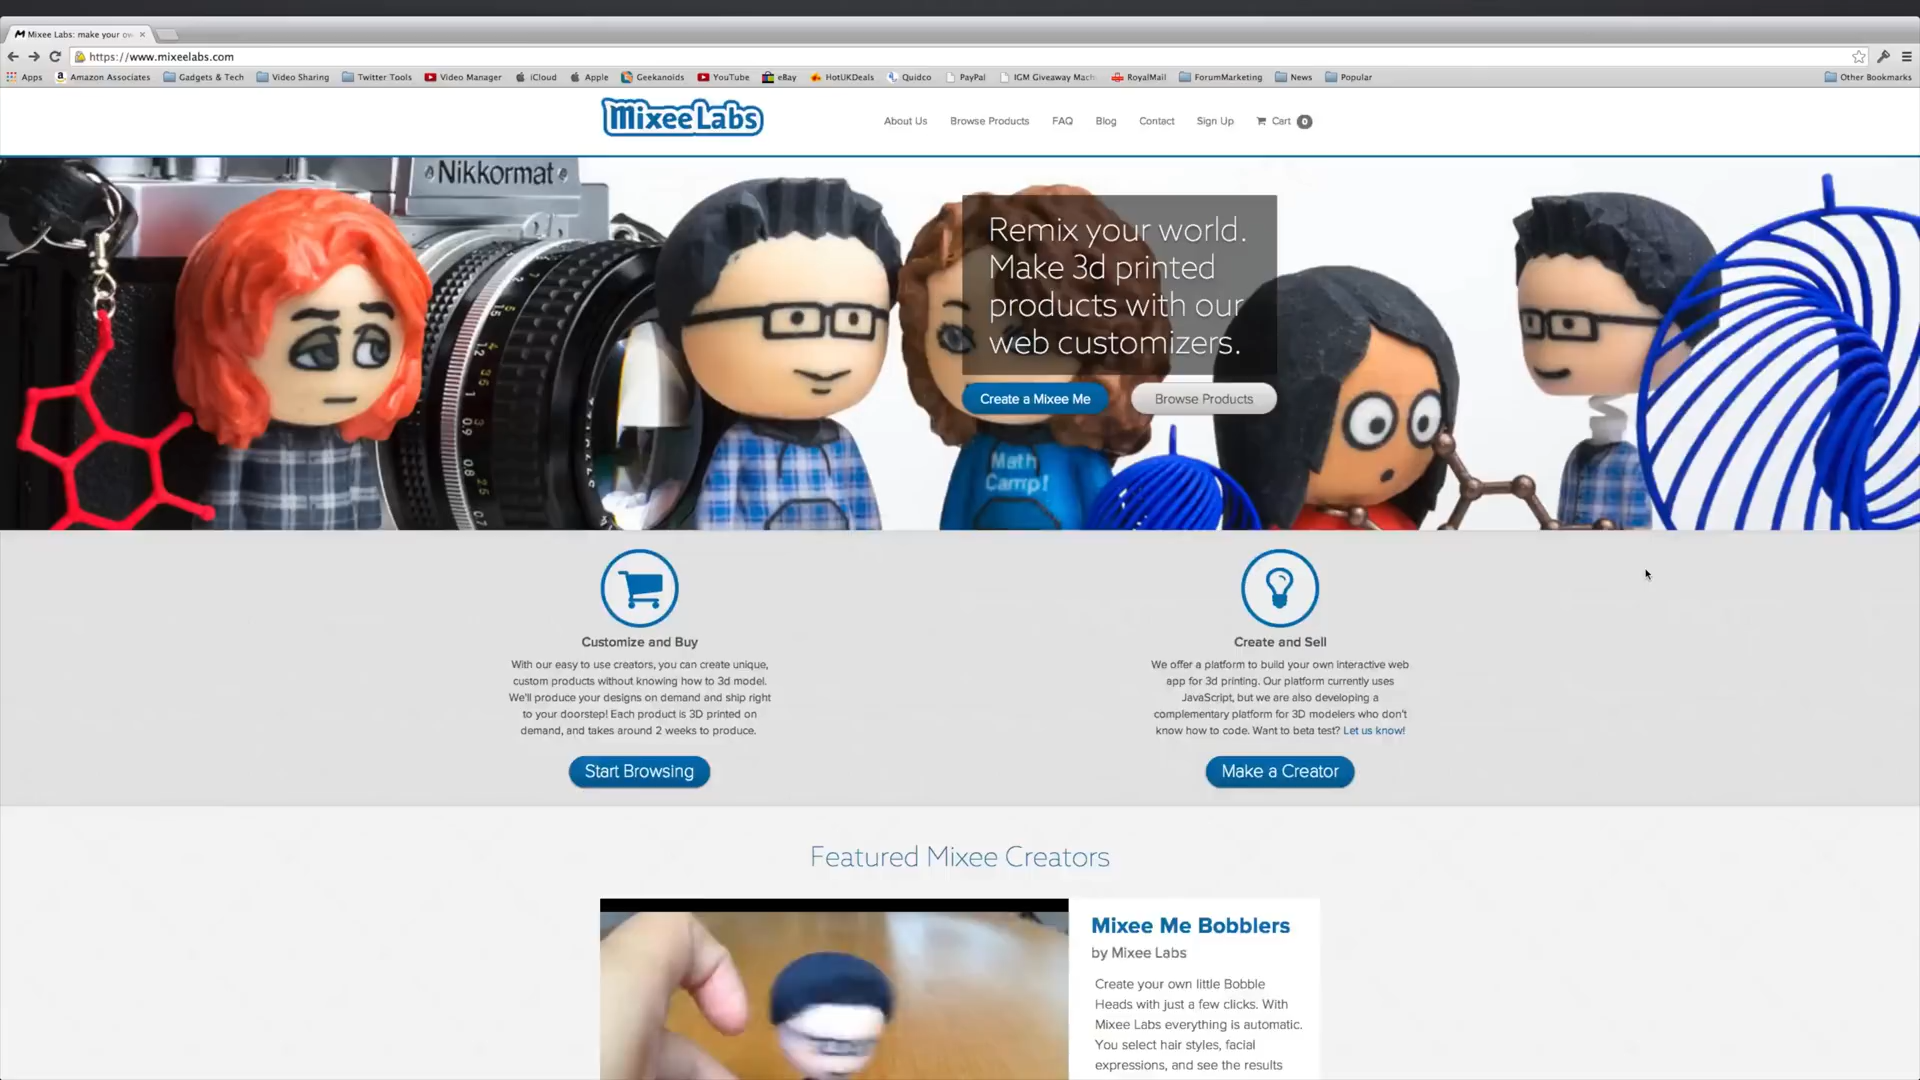 Mixee Labs: make your ow
https://www.mixeelabs.com
Apps Amazon Associates Gadgets & Tech Video Sharing Twitter Tools Video Manager iCloud Apple Geekanoids YouTube eBay HotUKDeals Quidco PayPal IGM Giveaway Mach RoyalMail ForumMarketing News Popular Other Bookmarks
MixeeLabs
About Us Browse Products FAQ Blog Contact Sign Up Cart 0
Nikkormat
Remix your world.
Make 3d printed
products with our
web customizers.
Create a Mixee Me Browse Products
Math
Camp!
Customize and Buy
With our easy to use creators, you can create unique,
custom products without knowing how to 3d model.
We'll produce your designs on demand and ship right
to your doorstep! Each product is 3D printed on
demand, and takes around 2 weeks to produce.
Start Browsing
Create and Sell
We offer a platform to build your own interactive web
app for 3d printing. Our platform currently uses
JavaScript, but we are also developing a
complementary platform for 3D modelers who don't
know how to code. Want to beta test? Let us know!
Make a Creator
Featured Mixee Creators
Mixee Me Bobblers
by Mixee Labs
Create your own little Bobble
Heads with just a few clicks. With
Mixee Labs everything is automatic.
You select hair styles, facial
expressions, and see the results